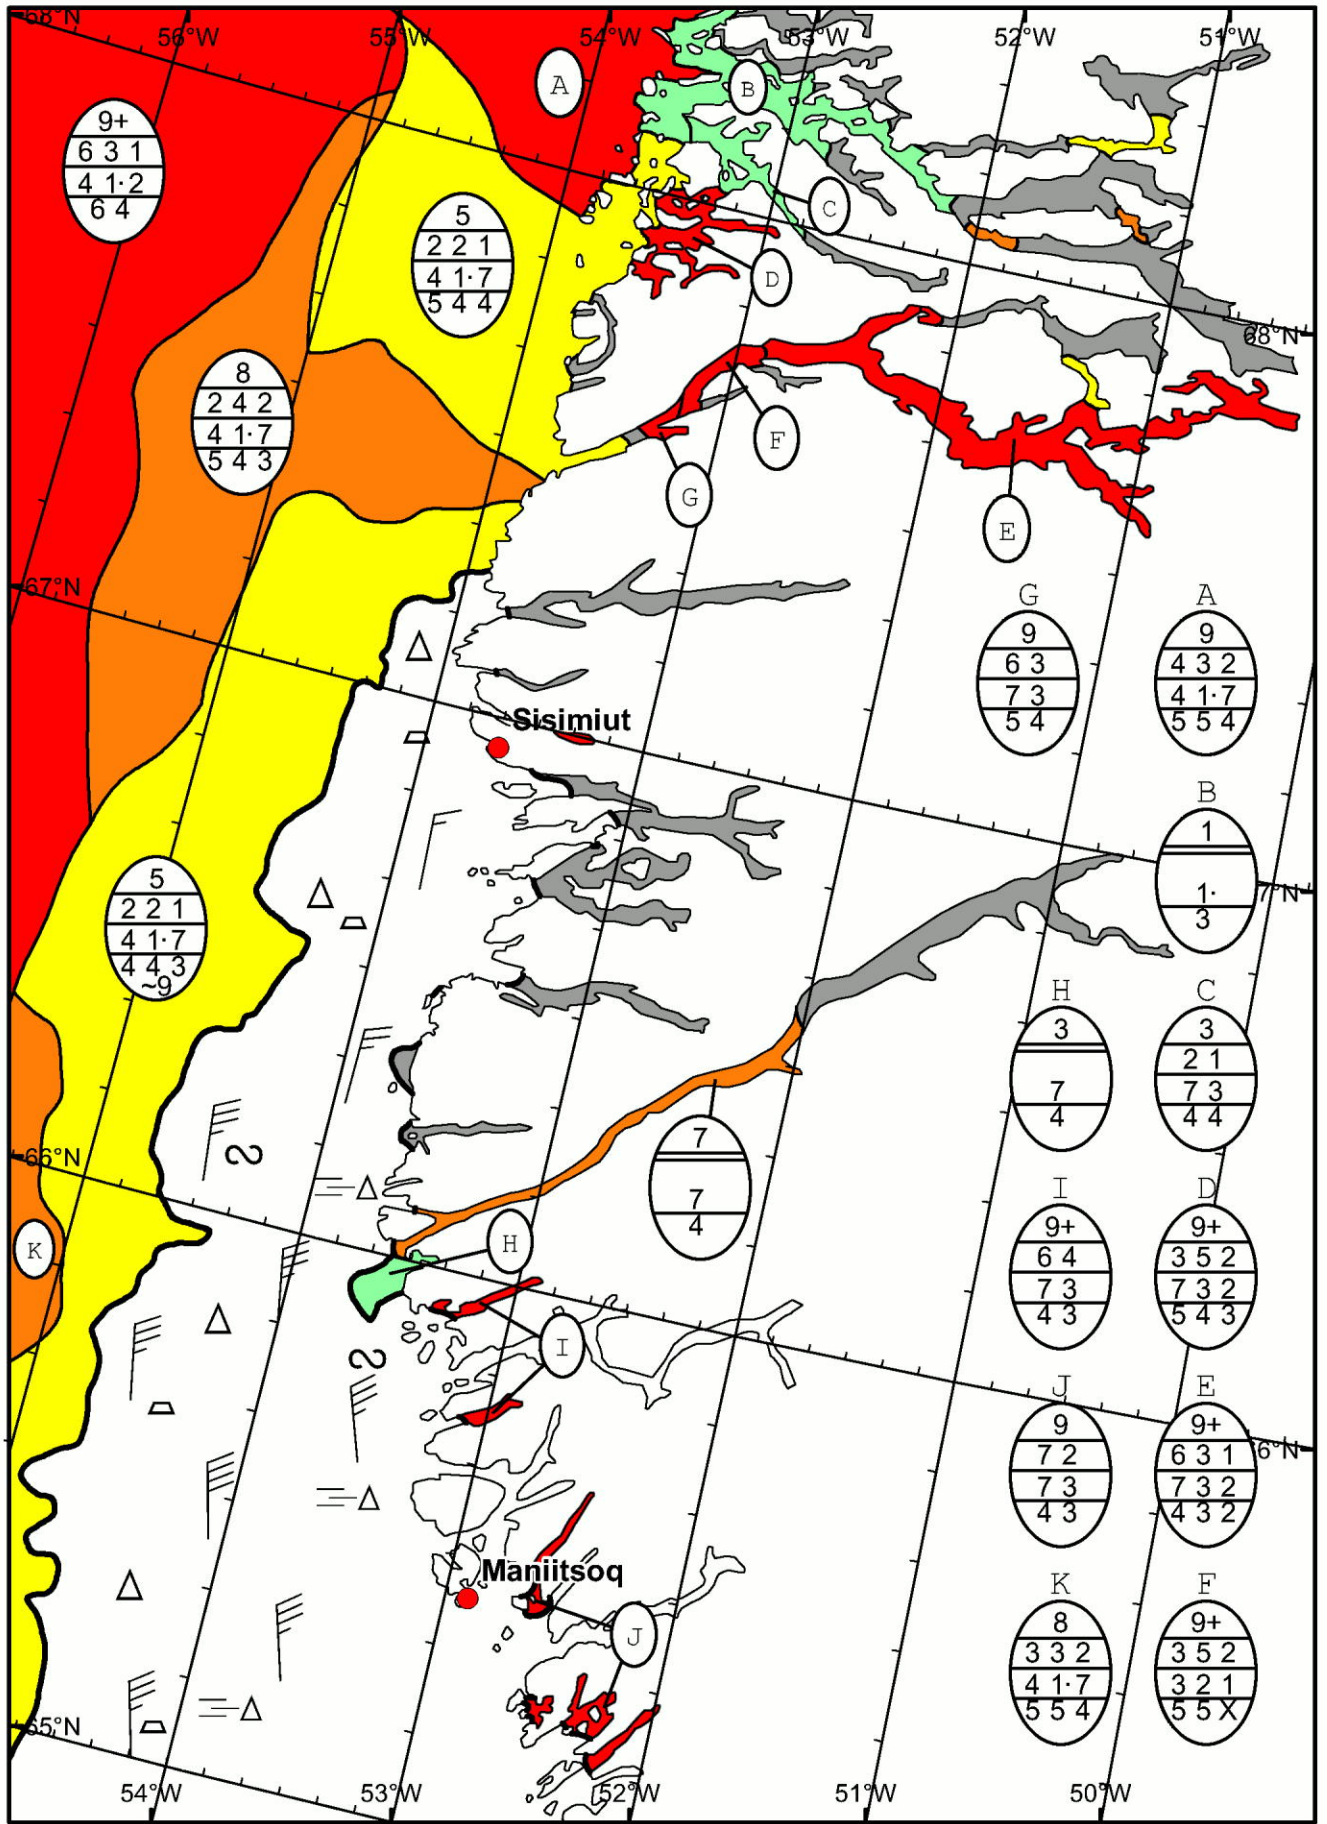 68°N
56°W 55°W 54°W 53°W 52°W 51°W
A
B
9+
6 3 1
4 1· 2
6 4
C
5
2 2 1
4 1· 7
5 4 4
D
68°N
8
2 4 2
4 1· 7
5 4 3
F
G
E
67°N
G
9
6 3
7 3
5 4
A
9
4 3 2
4 1· 7
5 5 4
Sisimiut
B
1
1·
3
5
2 2 1
4 1· 7
4 4 3
~9
7°N
H
3
7
4
C
3
2 1
7 3
4 4
66°N
7
7
4
K
H
I
9+
6 4
7 3
4 3
D
9+
3 5 2
7 3 2
5 4 3
I
J
9
7 2
7 3
4 3
E
9+
6 3 1
7 3 2
4 3 2
6°N
Maniitsoq
J
K
8
3 3 2
4 1· 7
5 5 4
F
9+
3 5 2
3 2 1
5 5 X
65°N
54°W 53°W 52°W 51°W 50°W